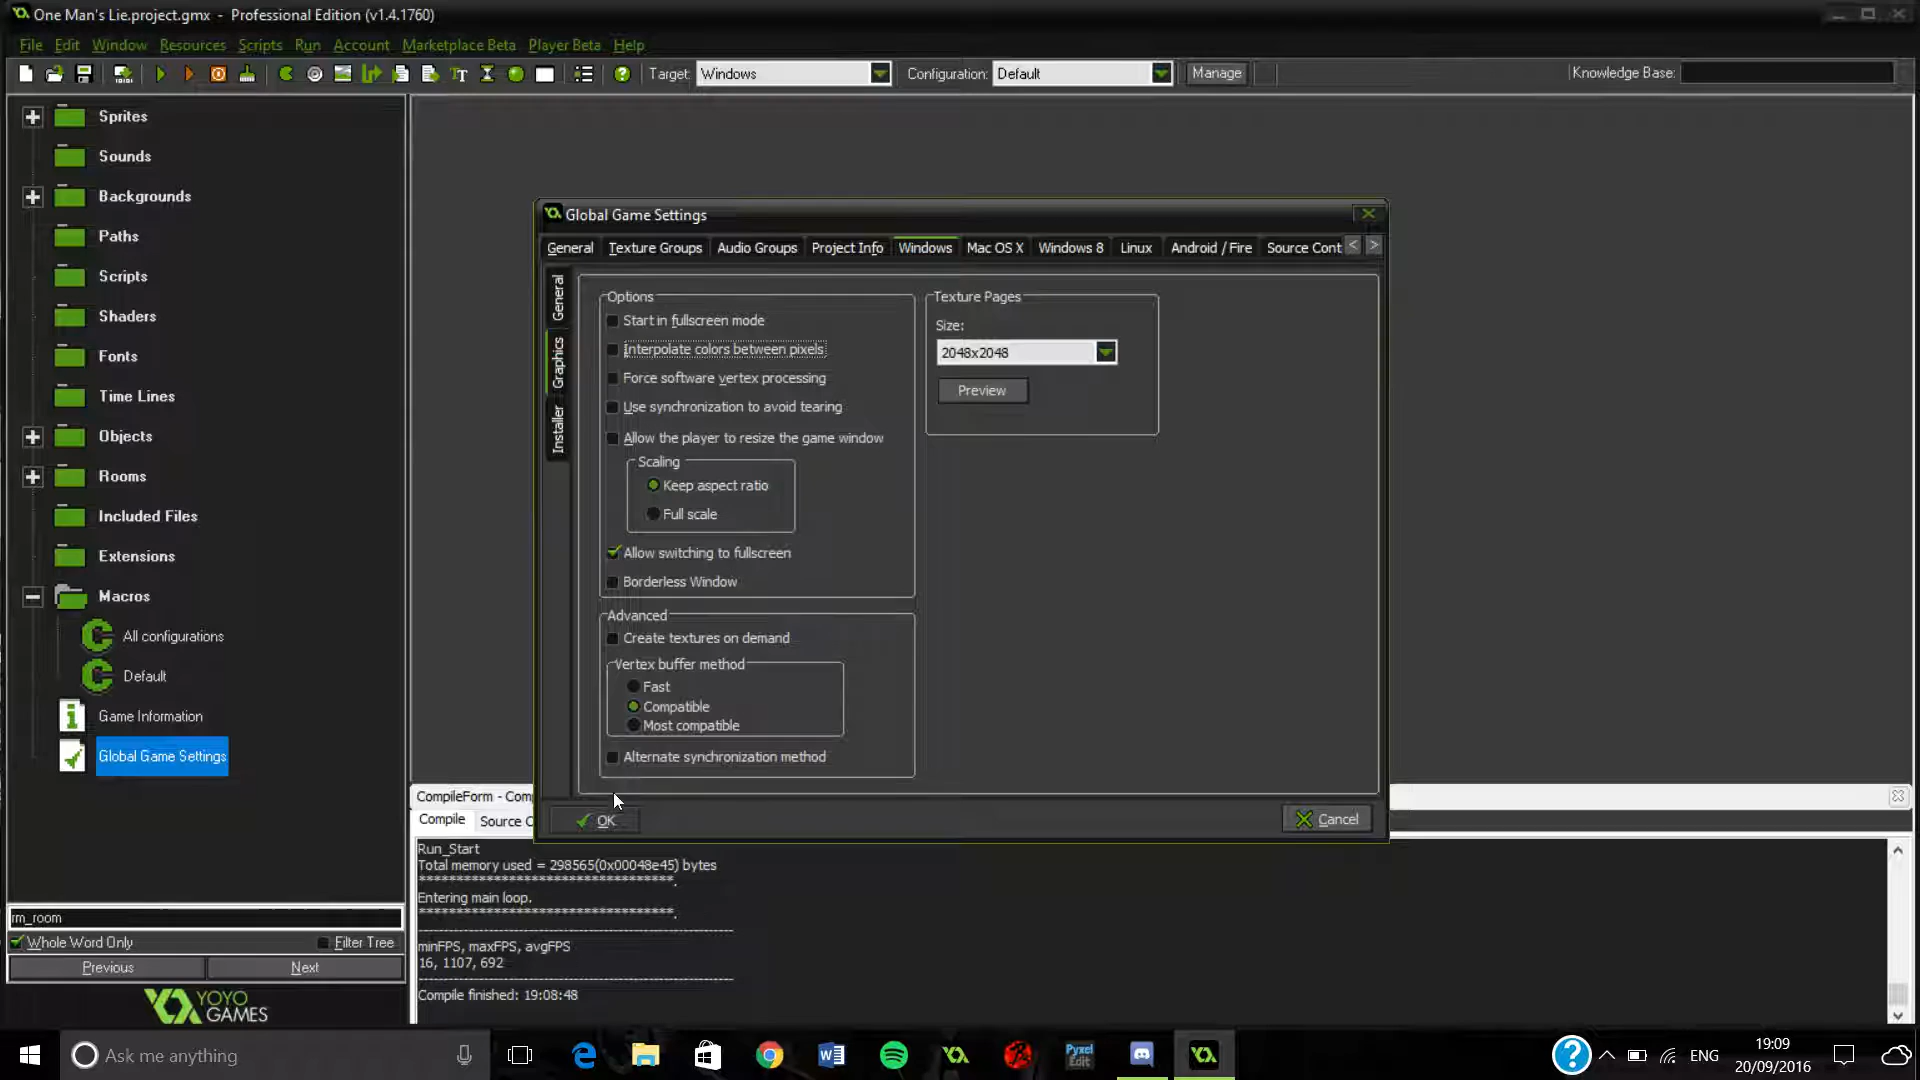 One Man's Lie.project.gmx - Professional Edition (v1.4.1760)
File Edit Window Resources Scripts Run Account Marketplace Beta Player Beta Help
Target: Windows Configuration: Default Manage Knowledge Base:
Sprites
Sounds
Backgrounds
Paths
Scripts
Shaders
Fonts
Time Lines
Objects
Rooms
Included Files
Extensions
Macros
All configurations
Default
Game Information
Global Game Settings
rm_room
Whole Word Only Filter Tree
Previous Next
YOYO
GAMES
Global Game Settings
General Texture Groups Audio Groups Project Info Windows Mac OS X Windows 8 Linux Android / Fire Source Cont
General
Graphics
Installer
Options
Start in fullscreen mode
Interpolate colors between pixels
Force software vertex processing
Use synchronization to avoid tearing
Allow the player to resize the game window
Scaling
Keep aspect ratio
Full scale
Allow switching to fullscreen
Borderless Window
Advanced
Create textures on demand
Vertex buffer method
Fast
Compatible
Most compatible
Alternate synchronization method
Texture Pages
Size:
2048x2048
Preview
OK Cancel
CompileForm - Comp
Compile Source C
Run_Start
Total memory used = 298565(0x00048e45) bytes
***********************************.
Entering main loop.
***********************************.
minFPS, maxFPS, avgFPS
16, 1107, 692
Compile finished: 19:08:48
Ask me anything
Pyxel
Edit
ENG
19:09
20/09/2016